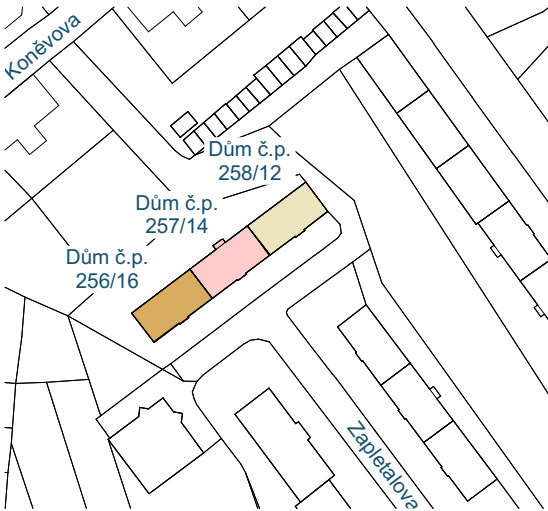 Koněvova
Dům č.p.
258/12
Dům č.p.
257/14
Dům č.p.
256/16
Zapletalova